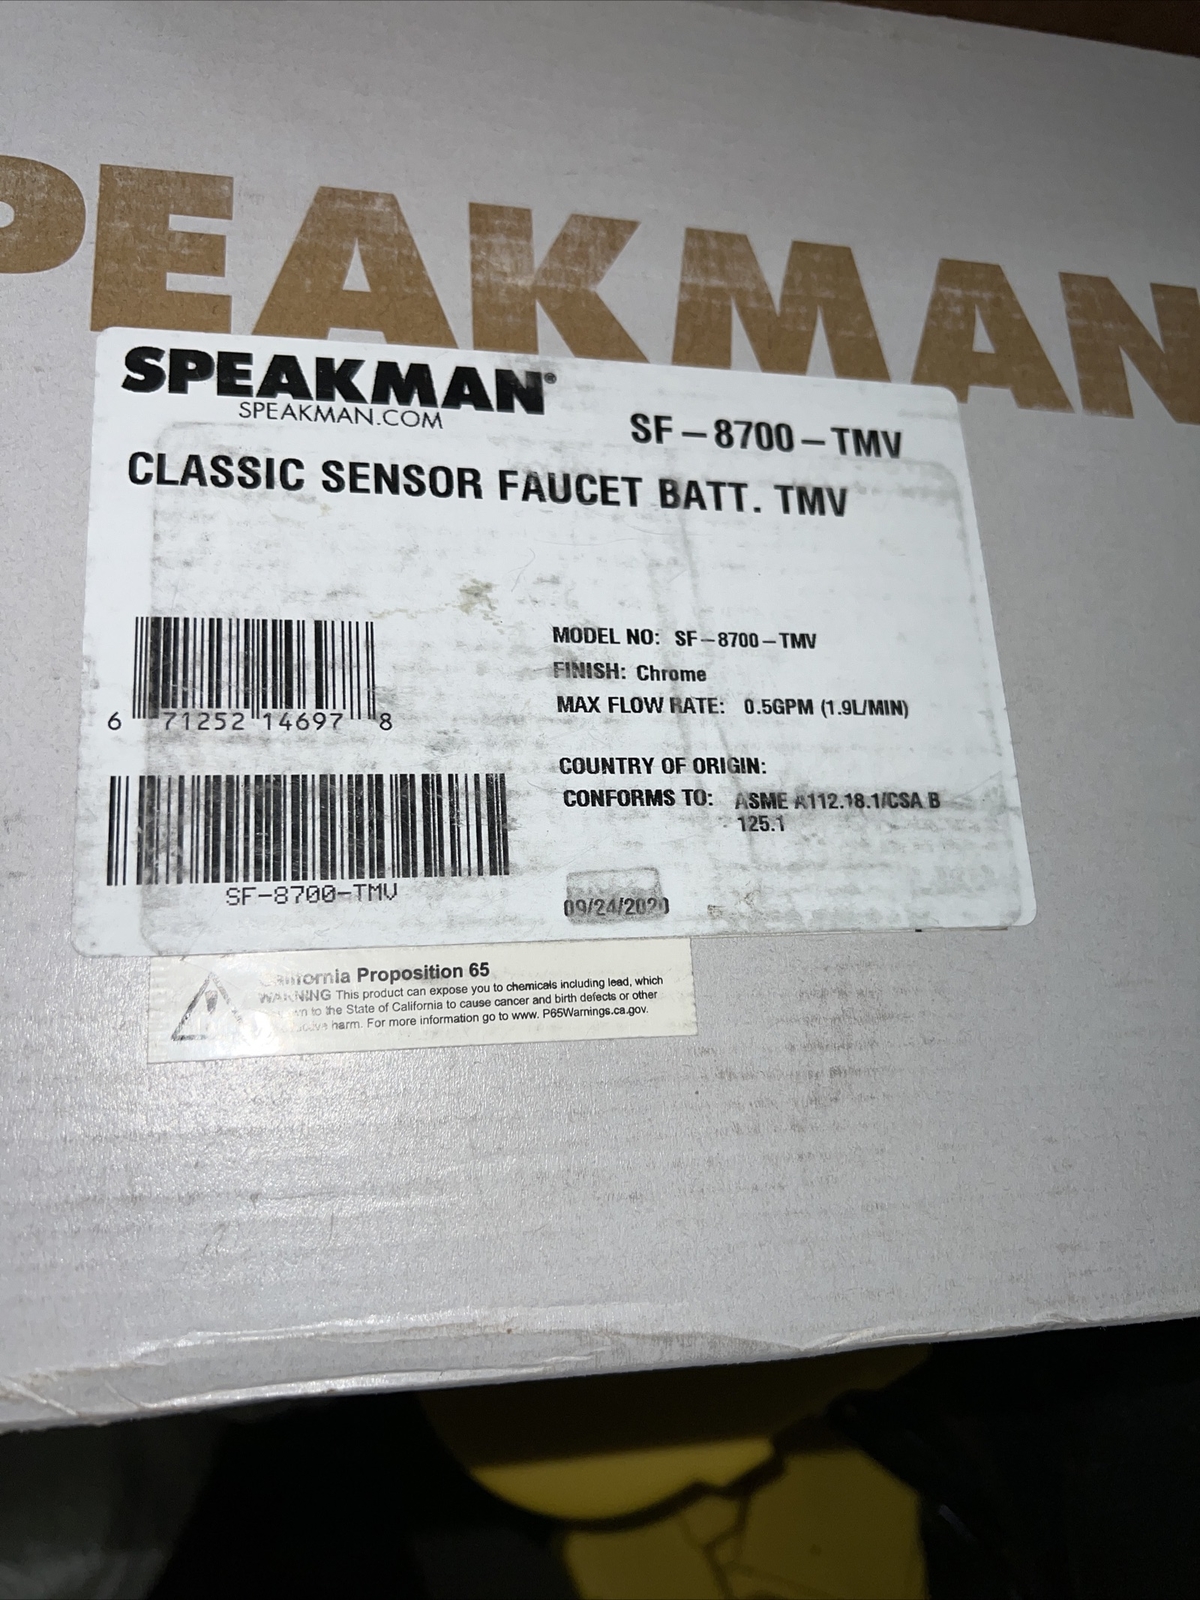 PEAKMAN
SPEAKMAN®
SPEAKMAN.COM
SF-8700-TMV
CLASSIC SENSOR FAUCET BATT. TMV
6 71252 14697 8
SF-8700-TMV
MODEL NO: SF-8700-TMV
FINISH: Chrome
MAX FLOW RATE: 0.5GPM (1.9L/MIN)
COUNTRY OF ORIGIN:
CONFORMS TO: ASME A112.18.1/CSA B
125.1
09/24/2020
California Proposition 65
WARNING This product can expose you to chemicals including lead, which
to the State of California to cause cancer and birth defects or other
harm. For more information go to www. P65Warnings.ca.gov.